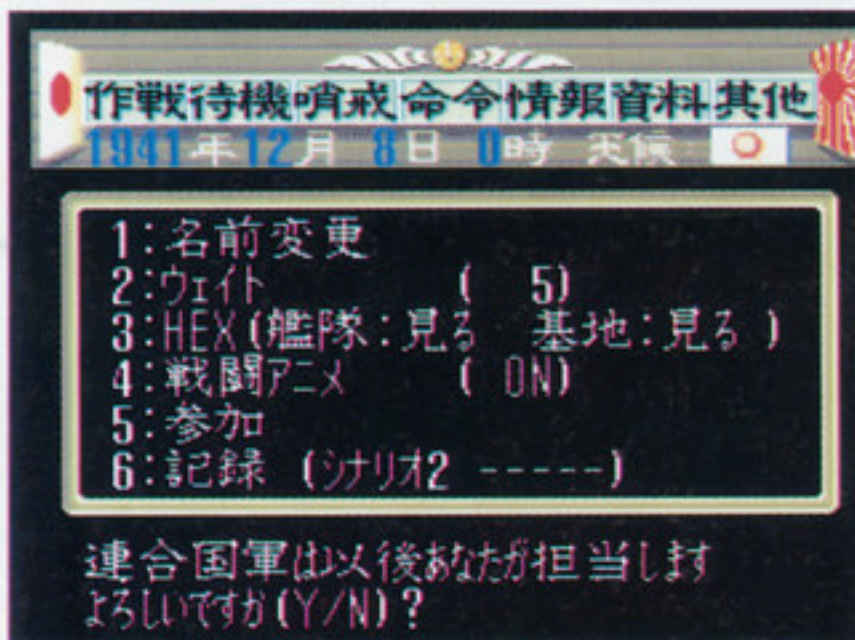 作戦待機哨戒命令情報資料其他
1941年12月 8日 0時 天候:
1:名前変更
2:ウェイト ( 5)
3:HEX(艦隊:見る 基地:見る )
4:戦闘アニメ ( ON)
5:参加
6:記録 (シナリオ2 -----)
連合国軍は以後あなたが担当します
よろしいですか(Y/N)?